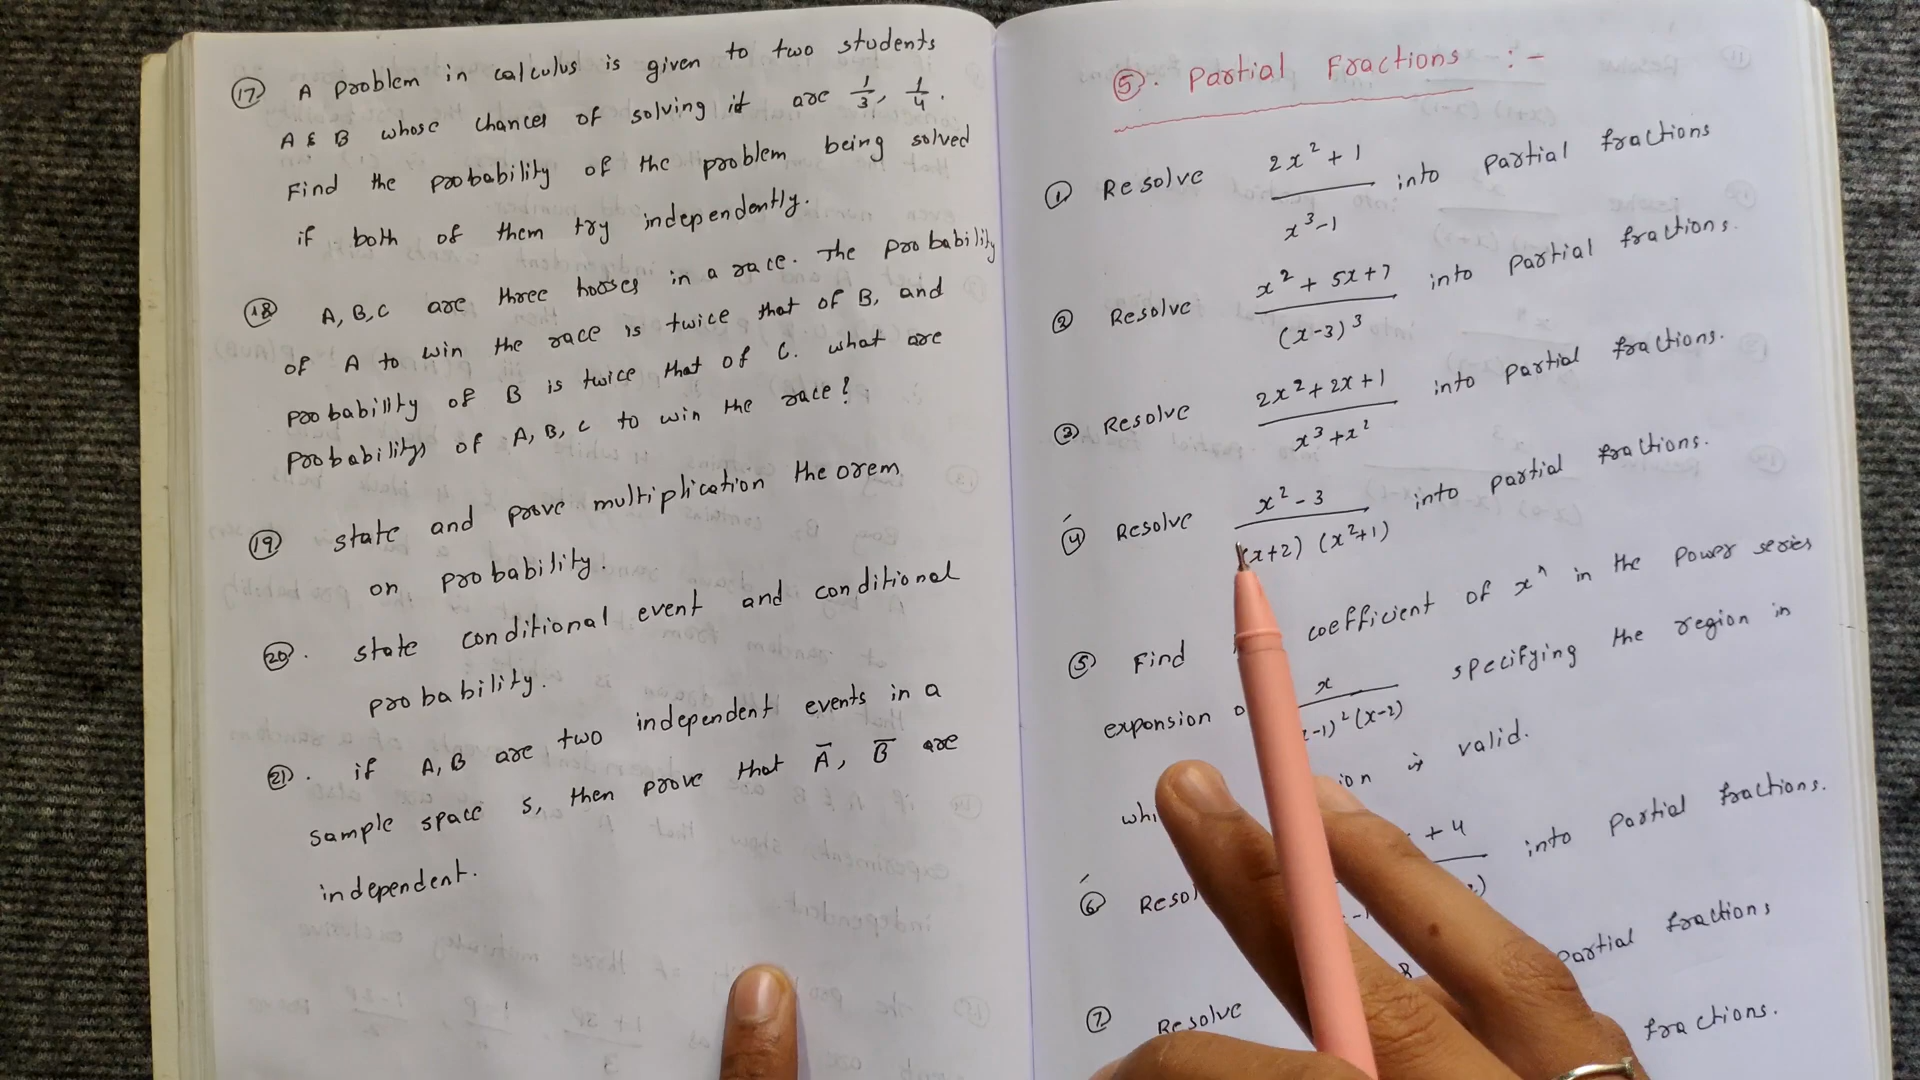 17 A problem in calculus is given to two students
A & B whose chances of solving it are 1/3, 1/4.
Find the probability of the problem being solved
if both of them try independently.
18 A, B, C are three horses in a race. The probability
of A to win the race is twice that of B, and
probability of B is twice that of C. what are
probabilitys of A, B, C to win the race?
19 state and prove multiplication theorem
on probability.
20. state conditional event and conditional
probability.
21. if A, B are two independent events in a
sample space S, then prove that A̅, B̅ are
independent.
5. Partial Fractions :-
1 Resolve (2x² + 1)/(x³-1) into partial fractions
2 Resolve (x² + 5x + 7)/(x-3)³ into partial fractions.
3 Resolve (2x² + 2x + 1)/(x³ + x²) into partial fractions.
4 Resolve (x² - 3)/((x+2) (x²+1)) into partial fractions.
5 Find coefficient of xⁿ in the power series
expansion x/(-1)² (x-2) specifying the region in
valid.
6 + 4 into partial fractions.
7 Resolve partial fractions
fractions.